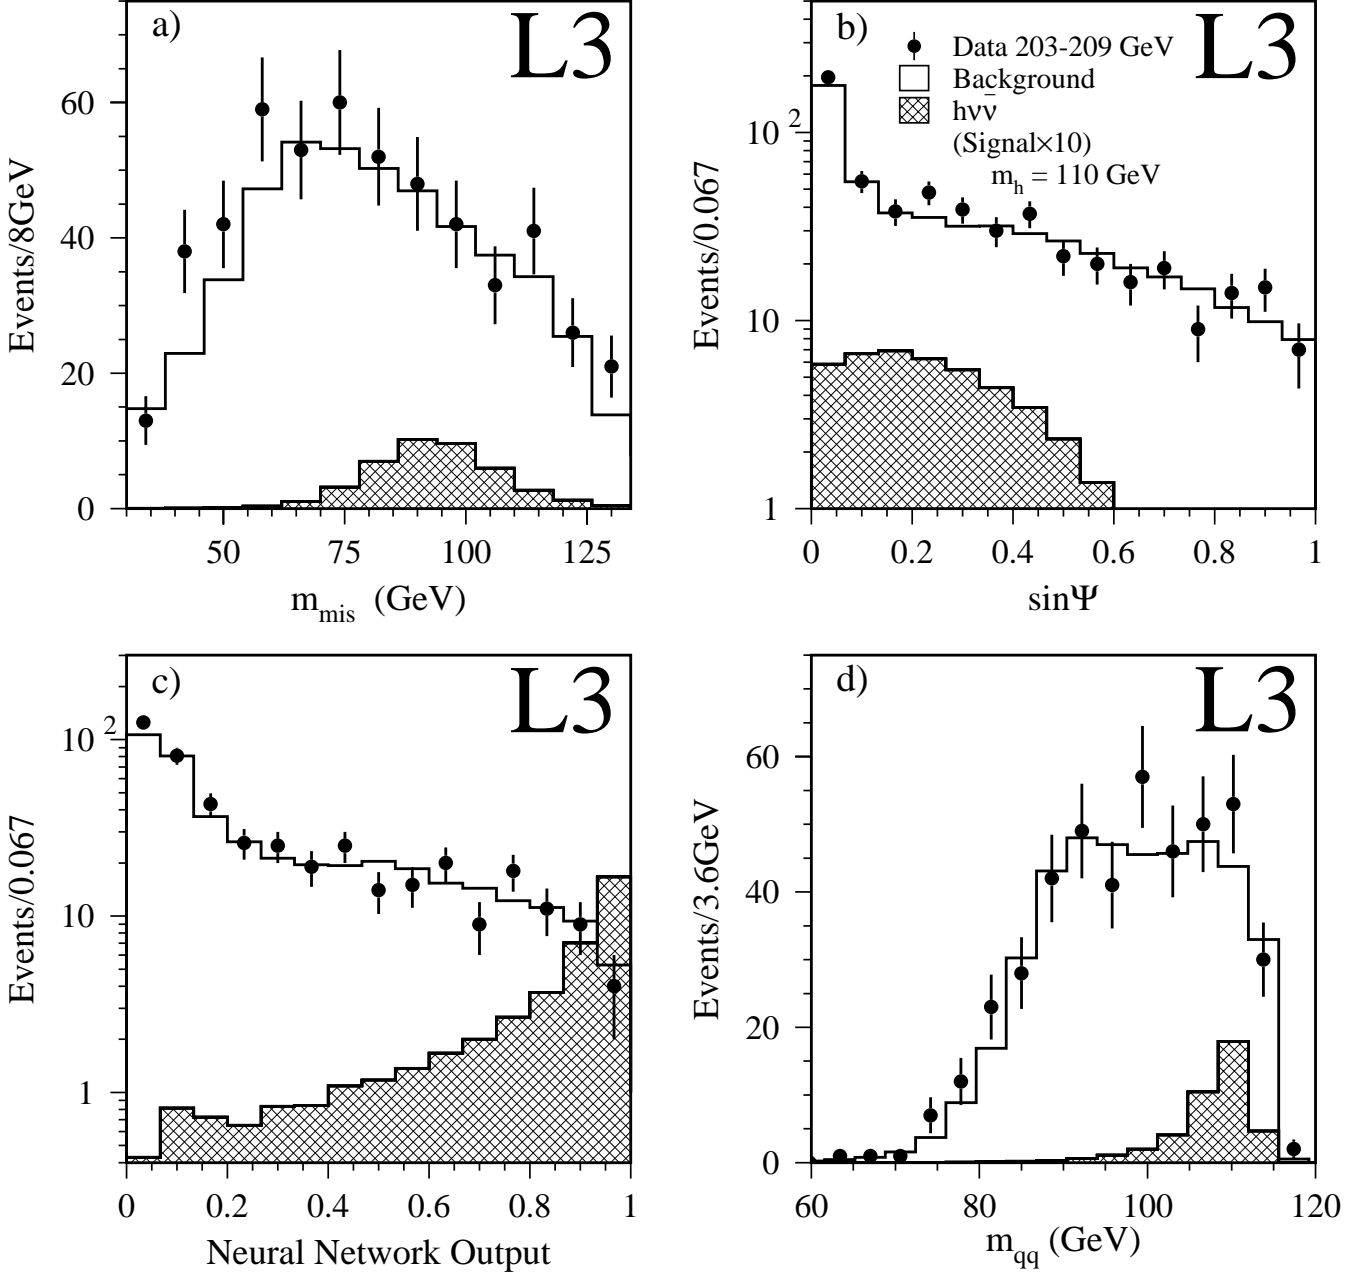 a)
L3
Events/8GeV
60
40
20
0
50
75
100
125
m_mis (GeV)
b)
L3
Data 203-209 GeV
Background
hνν̄
(Signal×10)
m_h = 110 GeV
Events/0.067
10^2
10
1
0
0.2
0.4
0.6
0.8
1
sinΨ
c)
L3
Events/0.067
10^2
10
1
0
0.2
0.4
0.6
0.8
1
Neural Network Output
d)
L3
Events/3.6GeV
60
40
20
0
60
80
100
120
m_qq (GeV)